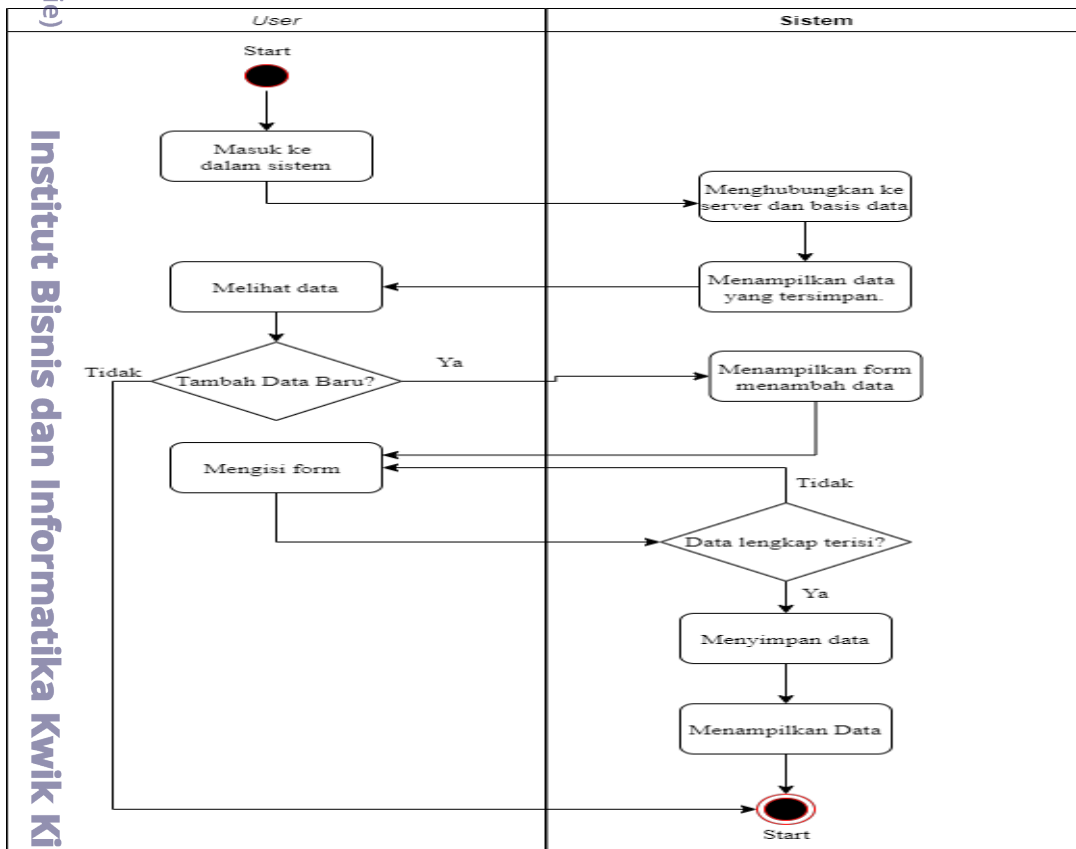 ie)
Institut Bisnis dan Informatika Kwik Ki
User
Sistem
Start
Masuk ke
dalam sistem
Menghubungkan ke
server dan basis data
Menampilkan data
yang tersimpan.
Melihat data
Tidak
Tambah Data Baru?
Ya
Menampilkan form
menambah data
Mengisi form
Tidak
Data lengkap terisi?
Ya
Menyimpan data
Menampilkan Data
Start